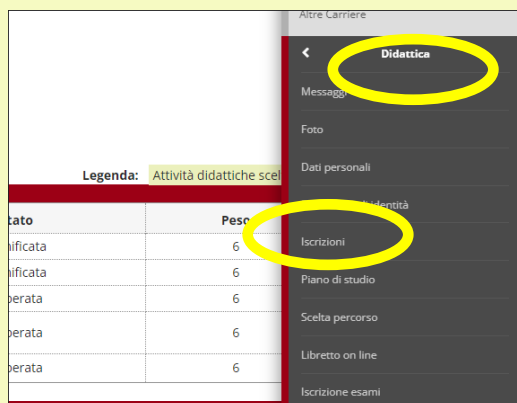 Altre Carriere
Didattica
Messaggi
Foto
Dati personali
identità
Iscrizioni
Piano di studio
Scelta percorso
Libretto on line
Iscrizione esami
Legenda: Attività didattiche scel
tato Peso
nificata 6
nificata 6
perata 6
perata 6
perata 6